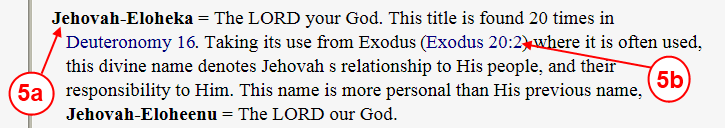 Jehovah-Eloheka = The LORD your God. This title is found 20 times in
Deuteronomy 16. Taking its use from Exodus (Exodus 20:2) where it is often used,
this divine name denotes Jehovah s relationship to His people, and their
responsibility to Him. This name is more personal than His previous name,
Jehovah-Eloheenu = The LORD our God.
5a
5b